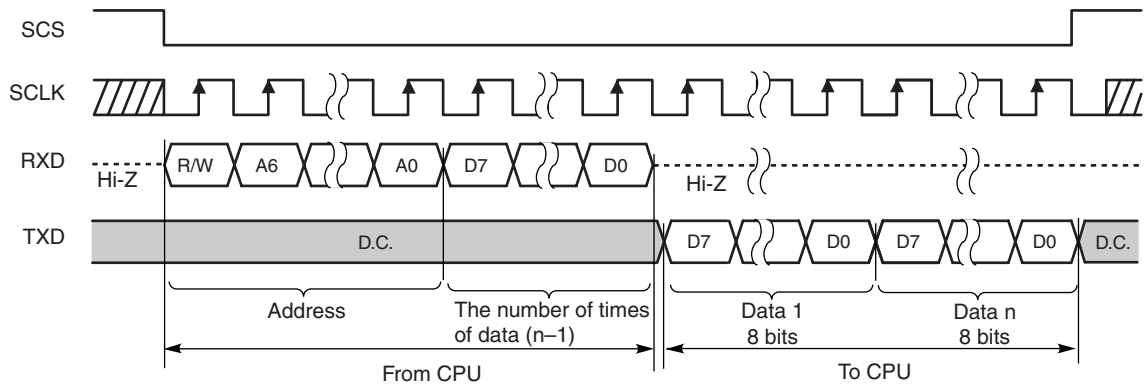 SCS
SCLK
RXD
Hi-Z
R/W
A6
A0
D7
D0
Hi-Z
TXD
D.C.
D7
D0
D7
D0
D.C.
Address
The number of times
of data (n–1)
Data 1
8 bits
Data n
8 bits
From CPU
To CPU